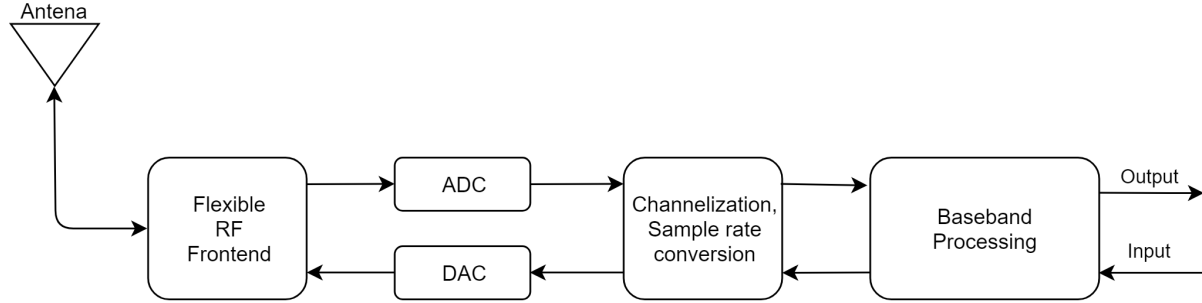 Antena
Flexible
RF
Frontend
ADC
DAC
Channelization,
Sample rate
conversion
Baseband
Processing
Output
Input